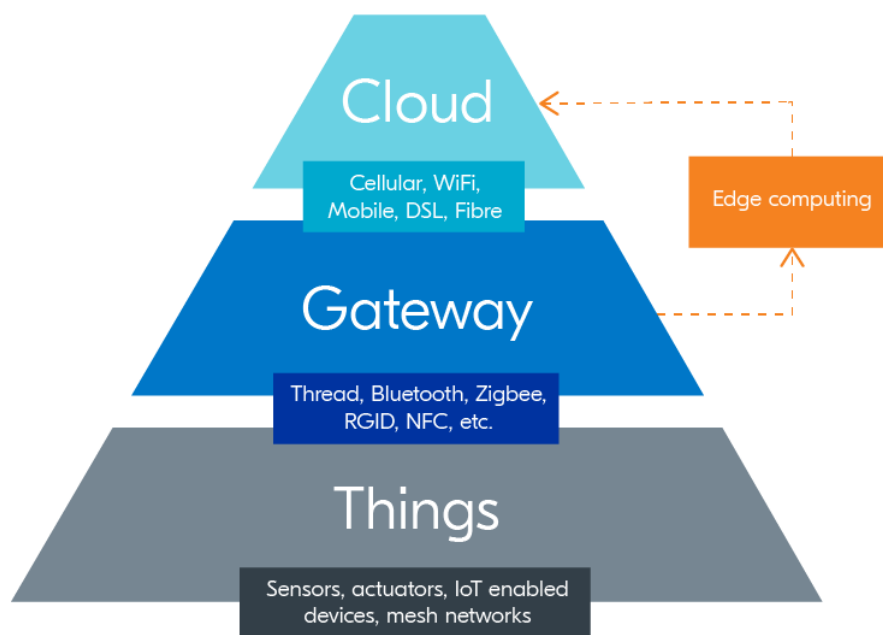 Cloud
Cellular, WiFi,
Mobile, DSL, Fibre
Edge computing
Gateway
Thread, Bluetooth, Zigbee,
RGID, NFC, etc.
Things
Sensors, actuators, IoT enabled
devices, mesh networks